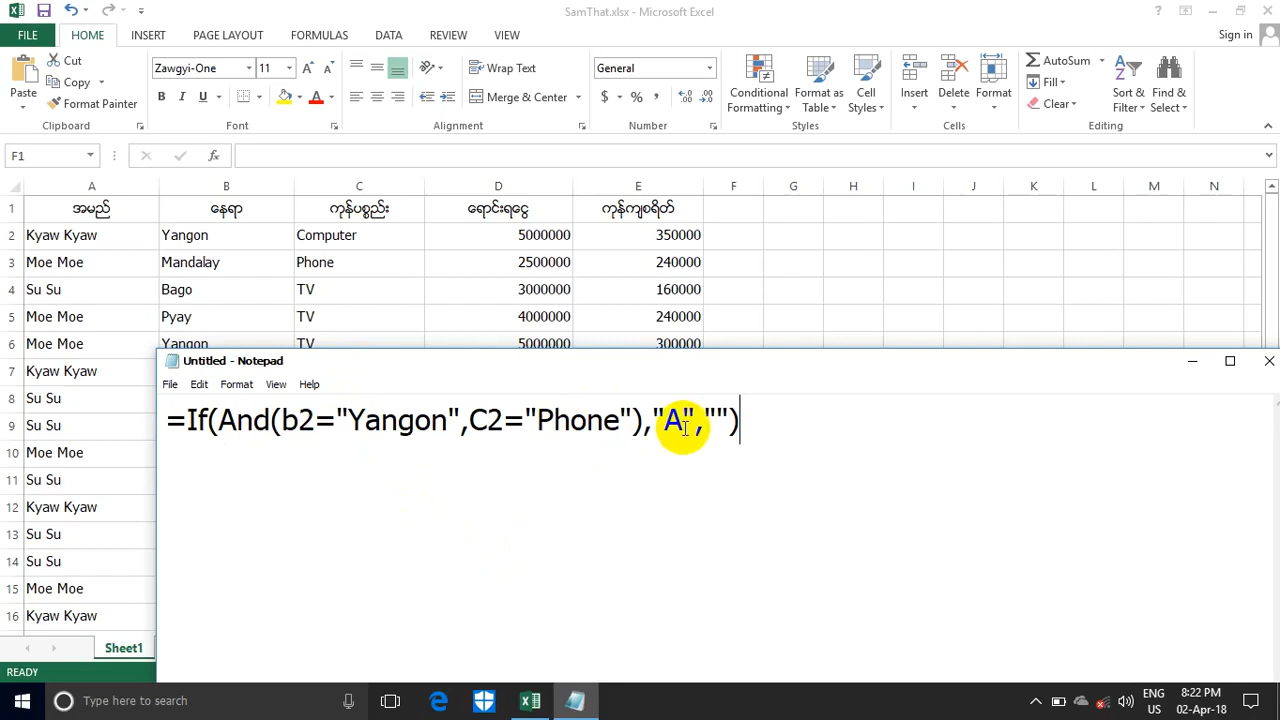 SamThat.xlsx - Microsoft Excel
?
FILE HOME INSERT PAGE LAYOUT FORMULAS DATA REVIEW VIEW Sign in
Paste Cut Copy Format Painter
Clipboard
Zawgyi-One 11
B I U
Font
Wrap Text
Merge & Center
Alignment
General
$ % ,
Number
Conditional Formatting Format as Table Cell Styles
Styles
Insert Delete Format
Cells
AutoSum Fill Clear Sort & Filter Find & Select
Editing
F1 fx
A B C D E F G H I J K L M N
1 အမည် နေရာ ကုန်ပစ္စည်း ရောင်းရငွေ ကုန်ကျစရိတ်
2 Kyaw Kyaw Yangon Computer 5000000 350000
3 Moe Moe Mandalay Phone 2500000 240000
4 Su Su Bago TV 3000000 160000
5 Moe Moe Pyay TV 4000000 240000
6 Moe Moe Yangon TV 5000000 300000
7 Kyaw Kyaw
8 Su Su
9 Su Su
10 Moe Moe
11 Su Su
12 Kyaw Kyaw
13 Su Su
14 Su Su
15 Moe Moe
16 Kyaw Kyaw
Untitled - Notepad
File Edit Format View Help
=If(And(b2="Yangon",C2="Phone"),"A","")
Sheet1
READY
Type here to search
ENG
US
8:22 PM
02-Apr-18